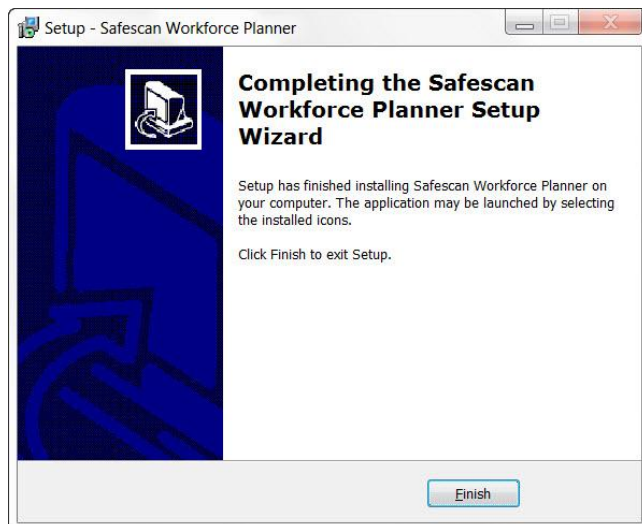 Setup - Safescan Workforce Planner
Completing the Safescan
Workforce Planner Setup
Wizard
Setup has finished installing Safescan Workforce Planner on
your computer. The application may be launched by selecting
the installed icons.
Click Finish to exit Setup.
Finish